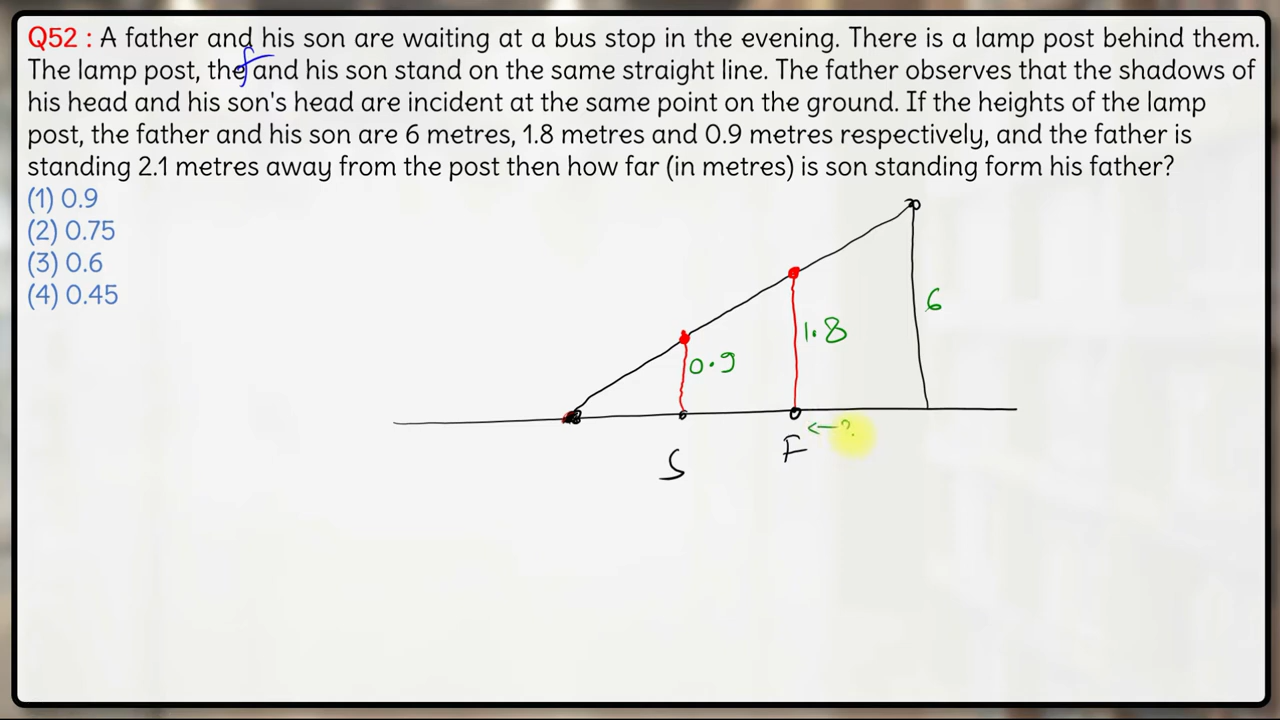 Q52 : A father and his son are waiting at a bus stop in the evening. There is a lamp post behind them.
The lamp post, the f and his son stand on the same straight line. The father observes that the shadows of
his head and his son's head are incident at the same point on the ground. If the heights of the lamp
post, the father and his son are 6 metres, 1.8 metres and 0.9 metres respectively, and the father is
standing 2.1 metres away from the post then how far (in metres) is son standing form his father?
(1) 0.9
(2) 0.75
(3) 0.6
(4) 0.45
6
1.8
0.9
←?
S F